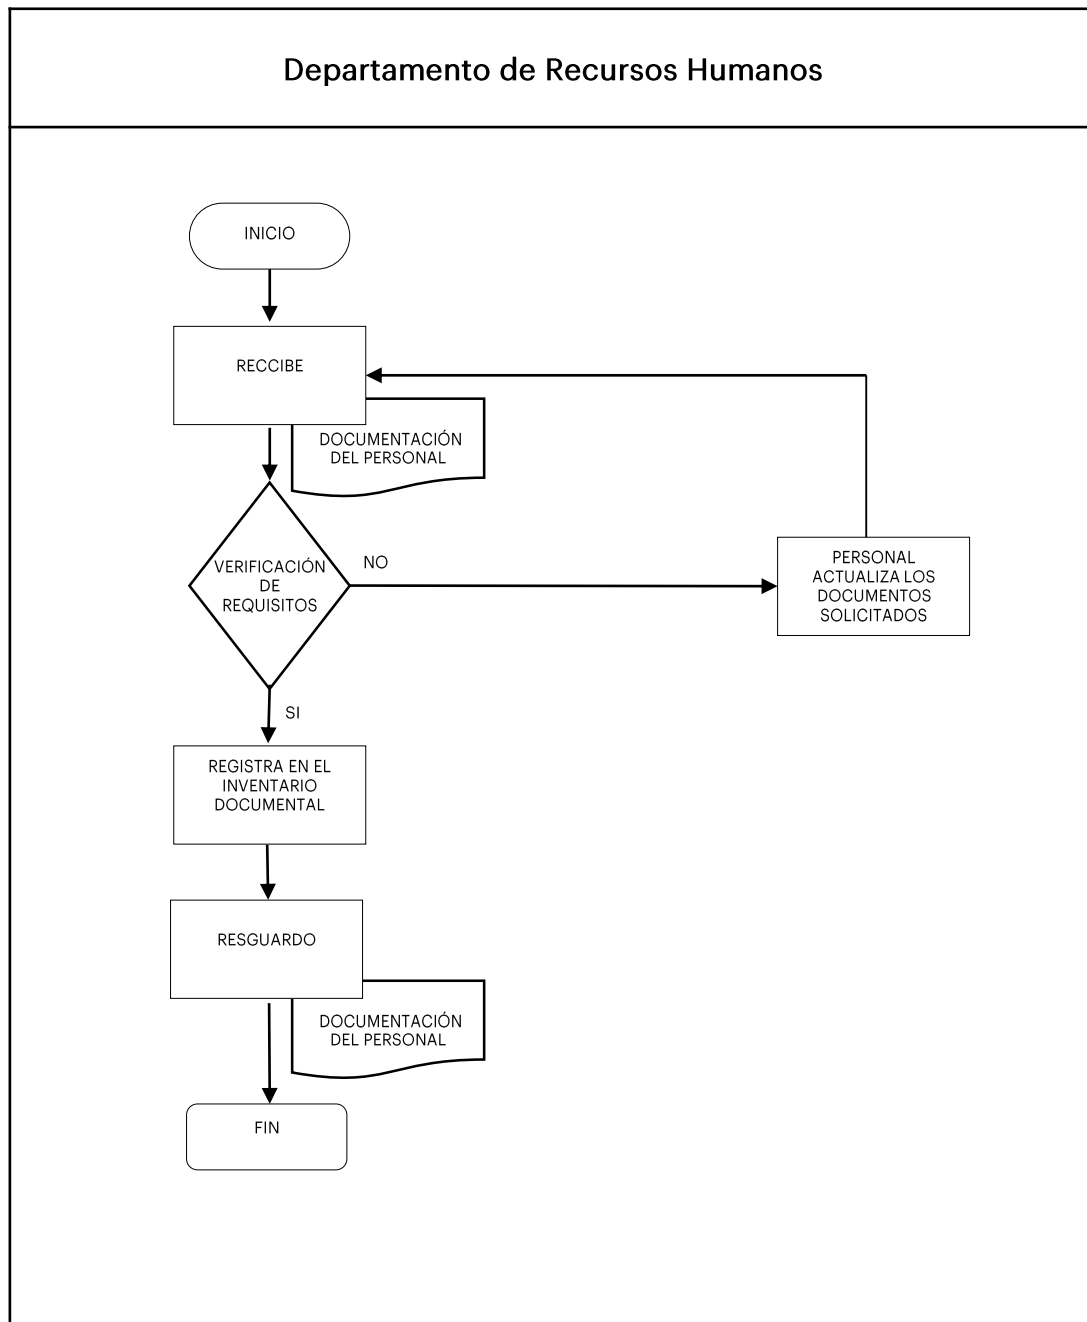 Departamento de Recursos Humanos
INICIO
RECCIBE
DOCUMENTACIÓN
DEL PERSONAL
VERIFICACIÓN
DE
REQUISITOS
NO
PERSONAL
ACTUALIZA LOS
DOCUMENTOS
SOLICITADOS
SI
REGISTRA EN EL
INVENTARIO
DOCUMENTAL
RESGUARDO
DOCUMENTACIÓN
DEL PERSONAL
FIN